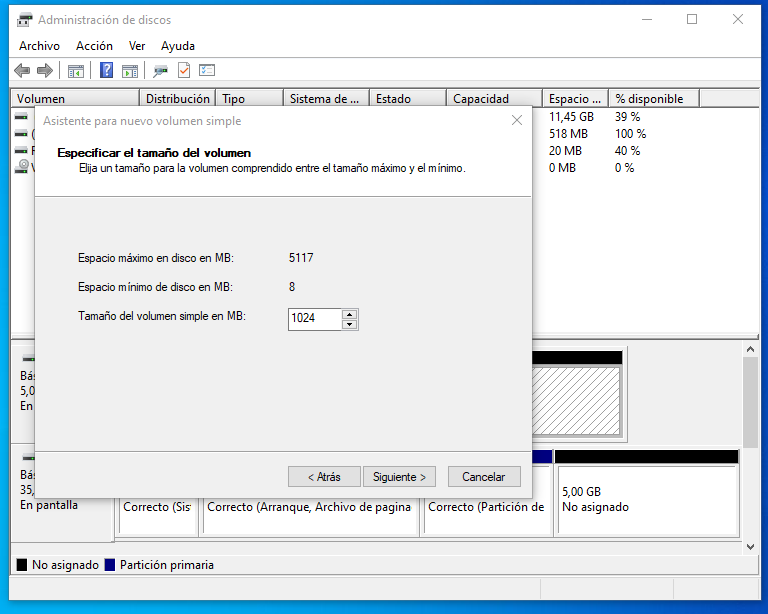 Administración de discos
Archivo Acción Ver Ayuda
Volumen Distribución Tipo Sistema de ... Estado Capacidad Espacio ... % disponible
11,45 GB 39 %
( 518 MB 100 %
20 MB 40 %
0 MB 0 %
Asistente para nuevo volumen simple
Especificar el tamaño del volumen
Elija un tamaño para la volumen comprendido entre el tamaño máximo y el mínimo.
Espacio máximo en disco en MB: 5117
Espacio mínimo de disco en MB: 8
Tamaño del volumen simple en MB: 1024
< Atrás Siguiente > Cancelar
Bás
5,0
En
Bás
35,
En pantalla
Correcto (Sis Correcto (Arranque, Archivo de pagina Correcto (Partición de
5,00 GB
No asignado
No asignado Partición primaria